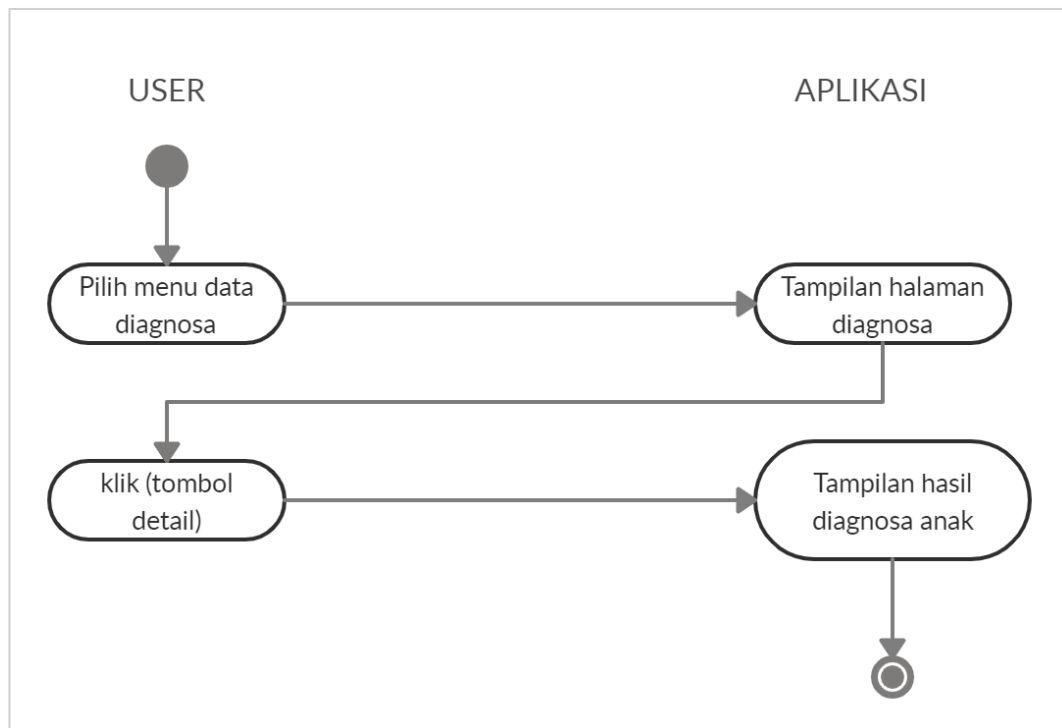 USER
APLIKASI
Pilih menu data
diagnosa
Tampilan halaman
diagnosa
klik (tombol
detail)
Tampilan hasil
diagnosa anak